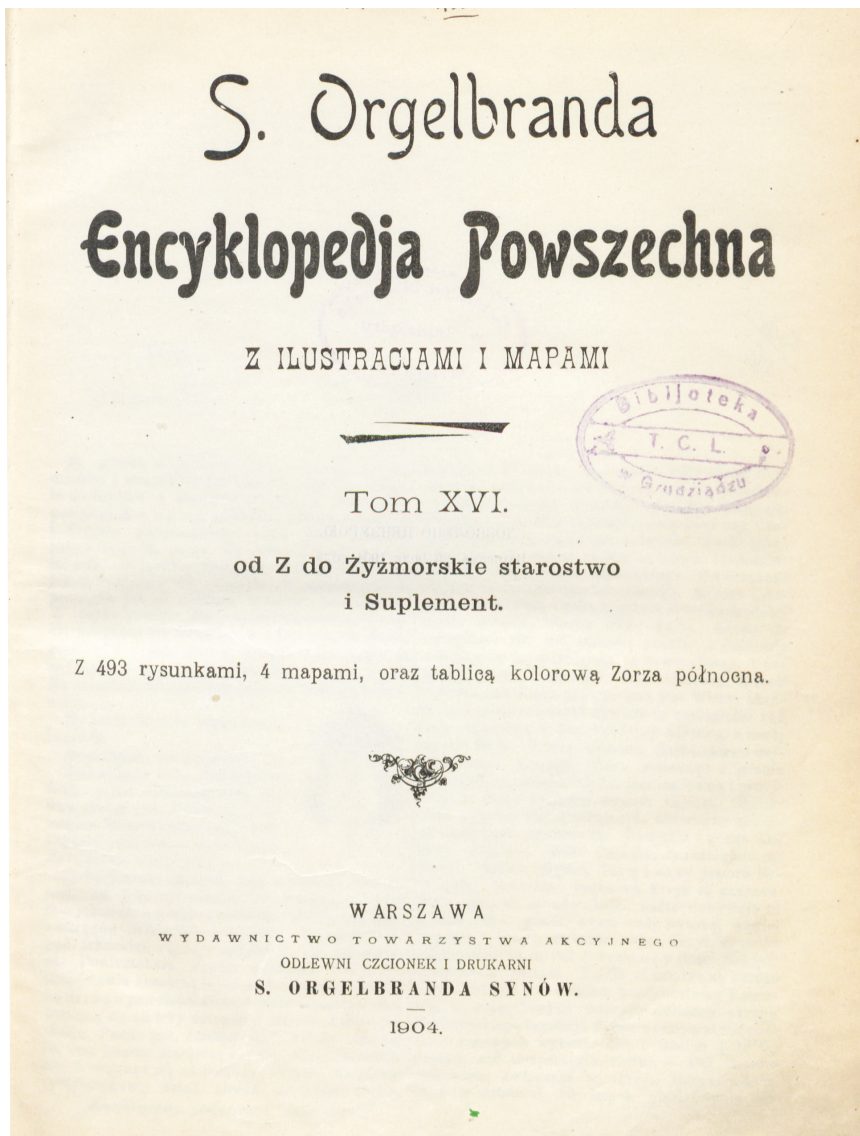 S. Orgelbranda
Encyklopedja Powszechna
Z ILUSTRACJAMI I MAPAMI
Bibljoteka
T. C. L.
w Grudziądzu
Tom XVI.
od Z do Żyżmorskie starostwo
i Suplement.
Z 493 rysunkami, 4 mapami, oraz tablicą kolorową Zorza północna.
WARSZAWA
WYDAWNICTWO TOWARZYSTWA AKCYJNEGO
ODLEWNI CZCIONEK I DRUKARNI
S. ORGELBRANDA SYNÓW.
1904.